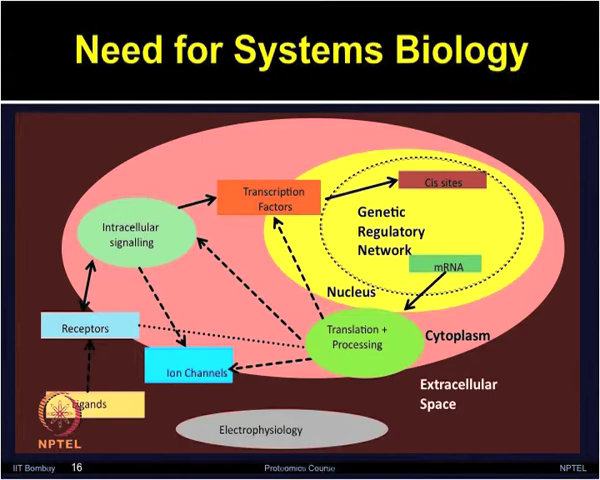 Need for Systems Biology
Transcription
Factors
Cis sites
Genetic
Regulatory
Network
Intracellular
signalling
mRNA
Nucleus
Receptors
Translation +
Processing
Cytoplasm
Ion Channels
Extracellular
Space
Ligands
Electrophysiology
NPTEL
IIT Bombay 16 Proteomics Course NPTEL